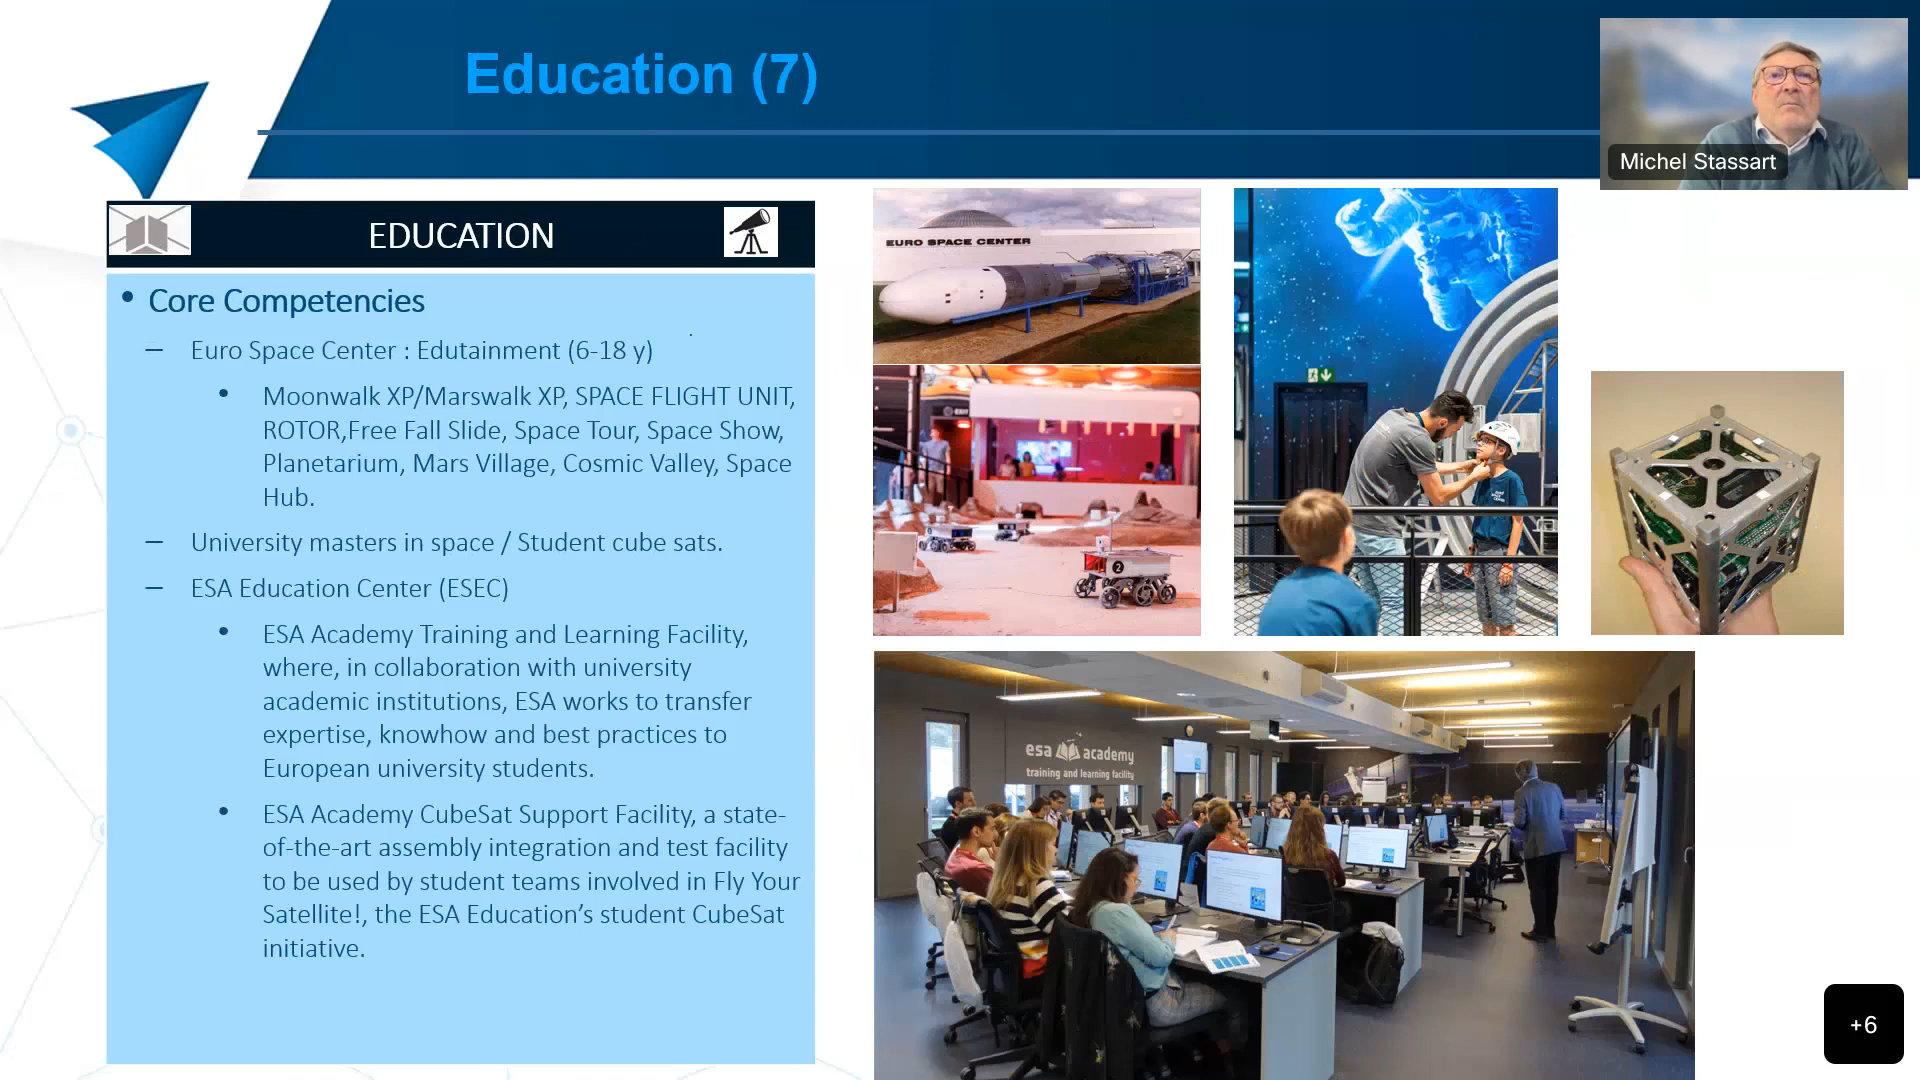 Education (7)
Michel Stassart
EDUCATION
• Core Competencies
– Euro Space Center : Edutainment (6-18 y)
• Moonwalk XP/Marswalk XP, SPACE FLIGHT UNIT,
ROTOR,Free Fall Slide, Space Tour, Space Show,
Planetarium, Mars Village, Cosmic Valley, Space
Hub.
– University masters in space / Student cube sats.
– ESA Education Center (ESEC)
• ESA Academy Training and Learning Facility,
where, in collaboration with university
academic institutions, ESA works to transfer
expertise, knowhow and best practices to
European university students.
• ESA Academy CubeSat Support Facility, a state-
of-the-art assembly integration and test facility
to be used by student teams involved in Fly Your
Satellite!, the ESA Education’s student CubeSat
initiative.
EURO SPACE CENTER
2
esa academy
training and learning facility
+6